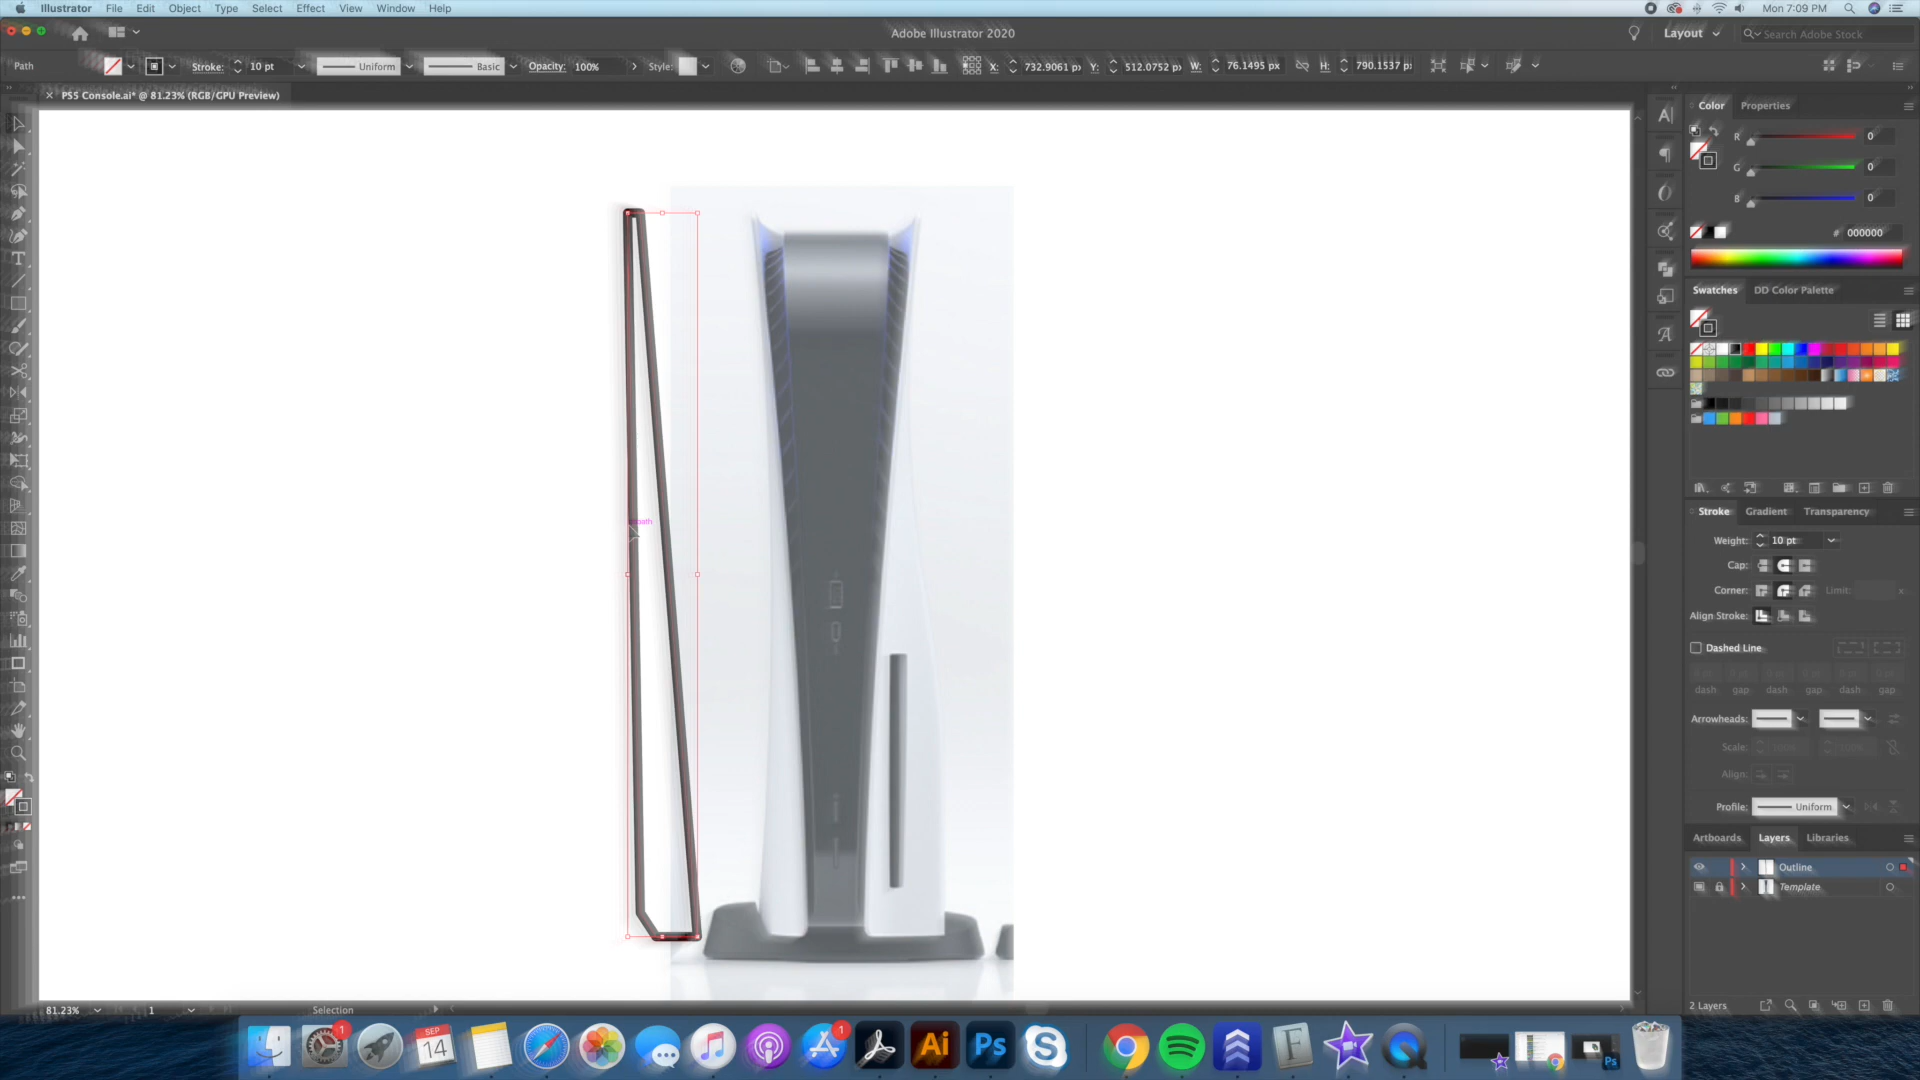 Illustrator File Edit Object Type Select Effect View Window Help
Mon 7:09 PM
Adobe Illustrator 2020
Layout
Search Adobe Stock
Path
Stroke: 10 pt
Uniform
Basic
Opacity: 100%
Style:
X: 732.9061 px
Y: 512.0752 px
W: 76.1495 px
H: 790.1537 px
PS5 Console.ai* @ 81.23% (RGB/GPU Preview)
Color Properties
R 0
G 0
B 0
# 000000
Swatches DD Color Palette
Stroke Gradient Transparency
Weight: 10 pt
Cap:
Corner: Limit: x
Align Stroke:
Dashed Line
dash gap dash gap dash gap
Arrowheads:
Scale:
Align:
Profile: Uniform
Artboards Layers Libraries
Outline
Template
2 Layers
81.23% 1 Selection
1
SEP
14
1
Ai
Ps
Ps